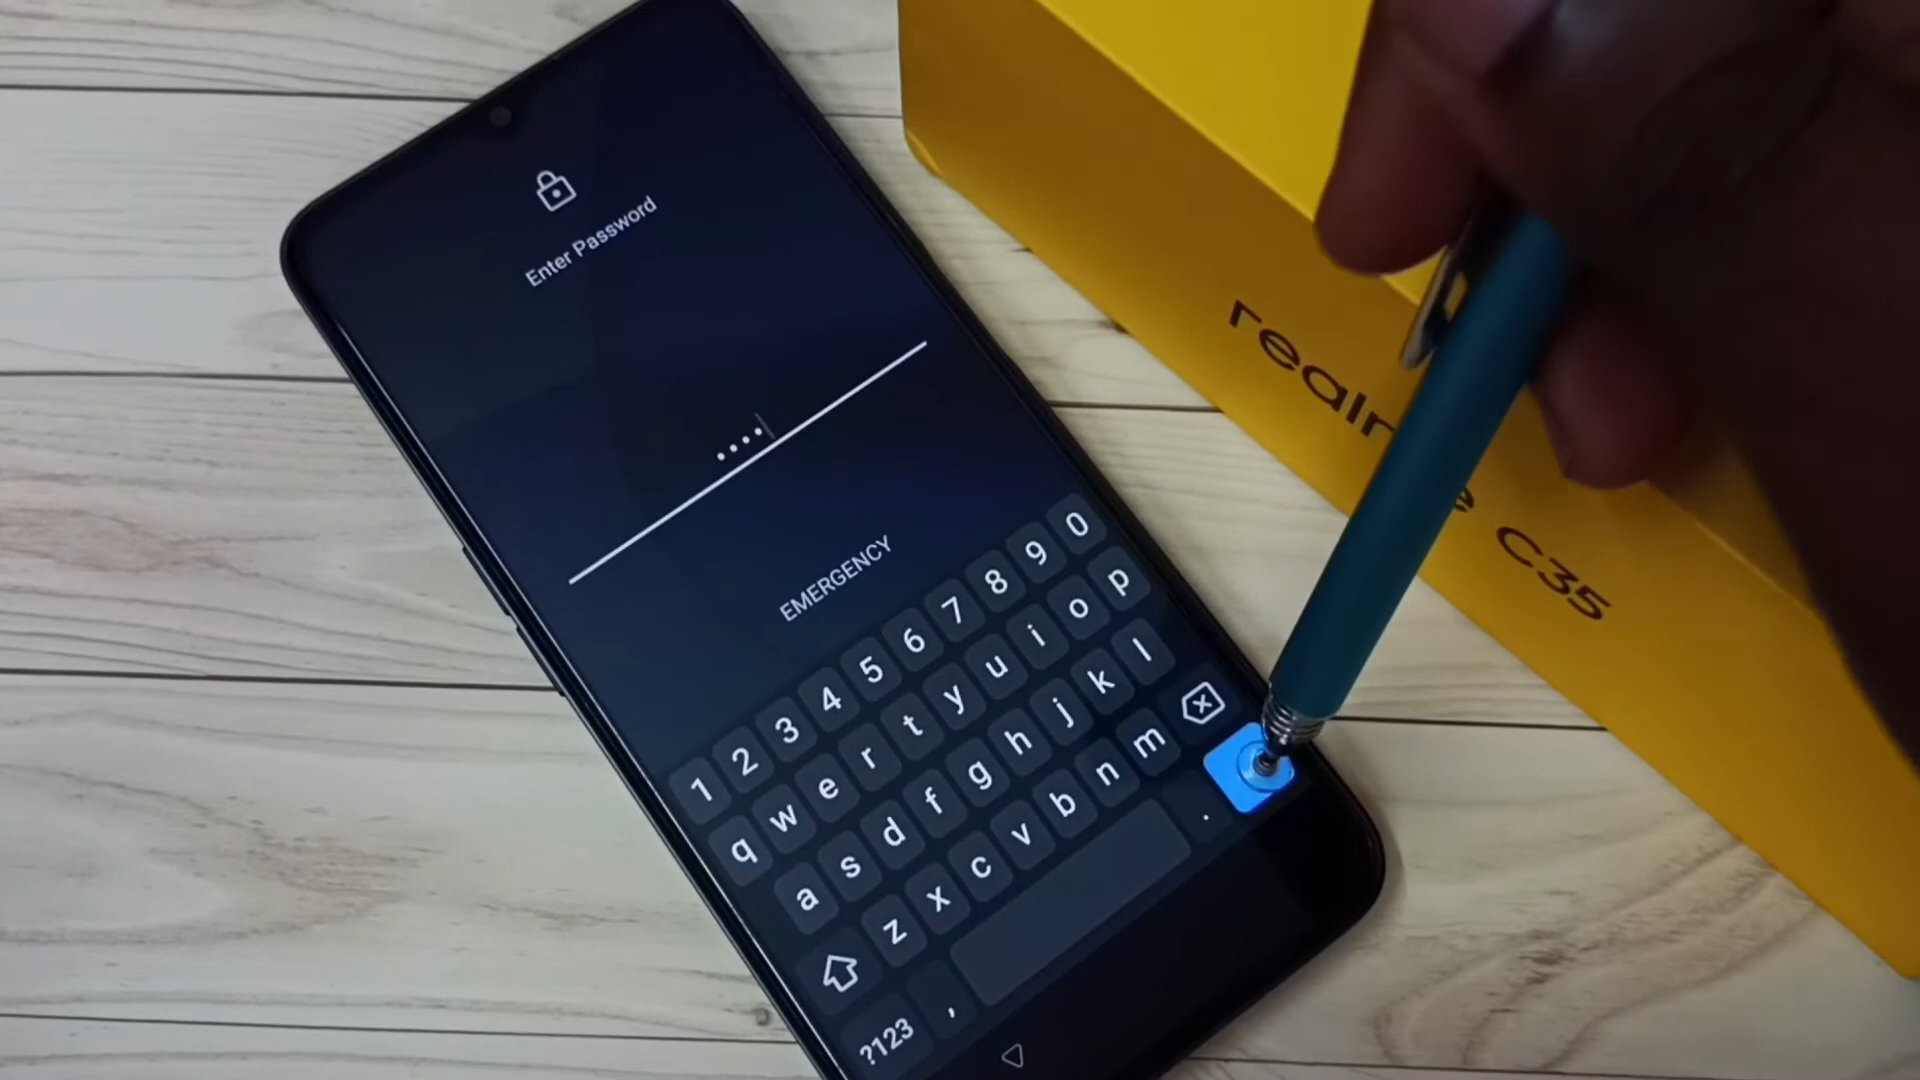 Enter Password
....
EMERGENCY
1 2 3 4 5 6 7 8 9 0
q w e r t y u i o p
a s d f g h j k l
z x c v b n m
?123 , .
C35